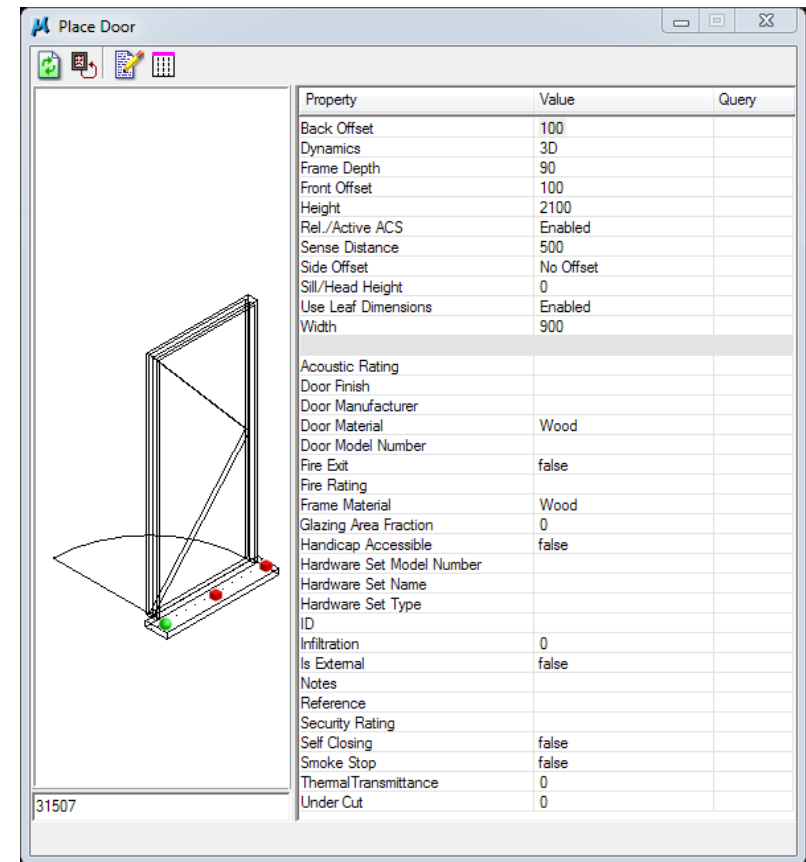 Place Door
Property Value Query
Back Offset 100
Dynamics 3D
Frame Depth 90
Front Offset 100
Height 2100
Rel./Active ACS Enabled
Sense Distance 500
Side Offset No Offset
Sill/Head Height 0
Use Leaf Dimensions Enabled
Width 900
Acoustic Rating
Door Finish
Door Manufacturer
Door Material Wood
Door Model Number
Fire Exit false
Fire Rating
Frame Material Wood
Glazing Area Fraction 0
Handicap Accessible false
Hardware Set Model Number
Hardware Set Name
Hardware Set Type
ID
Infiltration 0
Is External false
Notes
Reference
Security Rating
Self Closing false
Smoke Stop false
ThermalTransmittance 0
Under Cut 0
31507